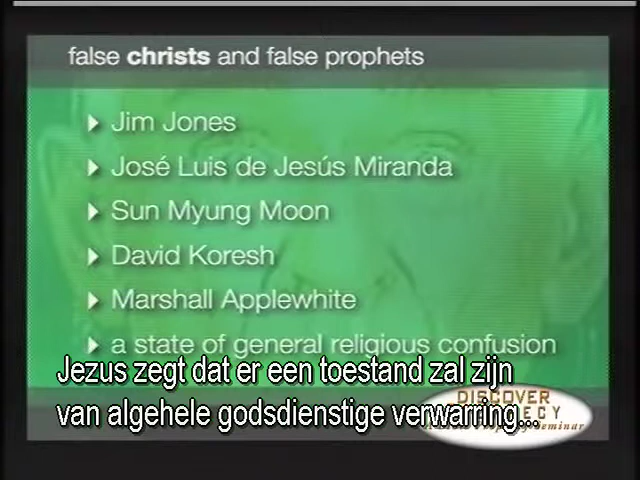 false christs and false prophets
Jim Jones
José Luis de Jesús Miranda
Sun Myung Moon
David Koresh
Marshall Applewhite
a state of general religious confusion
Jezus zegt dat er een toestand zal zijn
van algehele godsdienstige verwarring...
DISCOVER